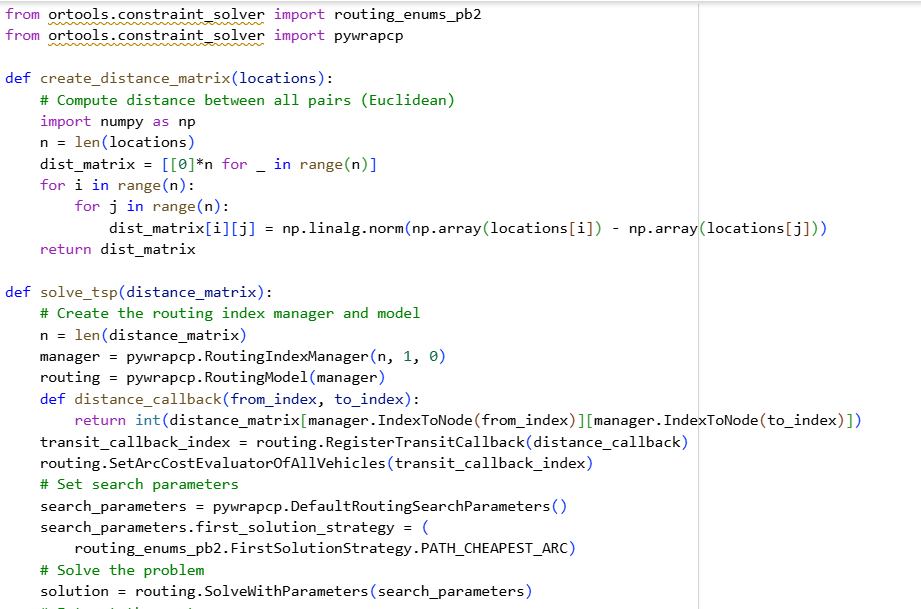 from ortools.constraint_solver import routing_enums_pb2
from ortools.constraint_solver import pywrapcp

def create_distance_matrix(locations):
    # Compute distance between all pairs (Euclidean)
    import numpy as np
    n = len(locations)
    dist_matrix = [[0]*n for _ in range(n)]
    for i in range(n):
        for j in range(n):
            dist_matrix[i][j] = np.linalg.norm(np.array(locations[i]) - np.array(locations[j]))
    return dist_matrix

def solve_tsp(distance_matrix):
    # Create the routing index manager and model
    n = len(distance_matrix)
    manager = pywrapcp.RoutingIndexManager(n, 1, 0)
    routing = pywrapcp.RoutingModel(manager)
    def distance_callback(from_index, to_index):
        return int(distance_matrix[manager.IndexToNode(from_index)][manager.IndexToNode(to_index)])
    transit_callback_index = routing.RegisterTransitCallback(distance_callback)
    routing.SetArcCostEvaluatorOfAllVehicles(transit_callback_index)
    # Set search parameters
    search_parameters = pywrapcp.DefaultRoutingSearchParameters()
    search_parameters.first_solution_strategy = (
        routing_enums_pb2.FirstSolutionStrategy.PATH_CHEAPEST_ARC)
    # Solve the problem
    solution = routing.SolveWithParameters(search_parameters)